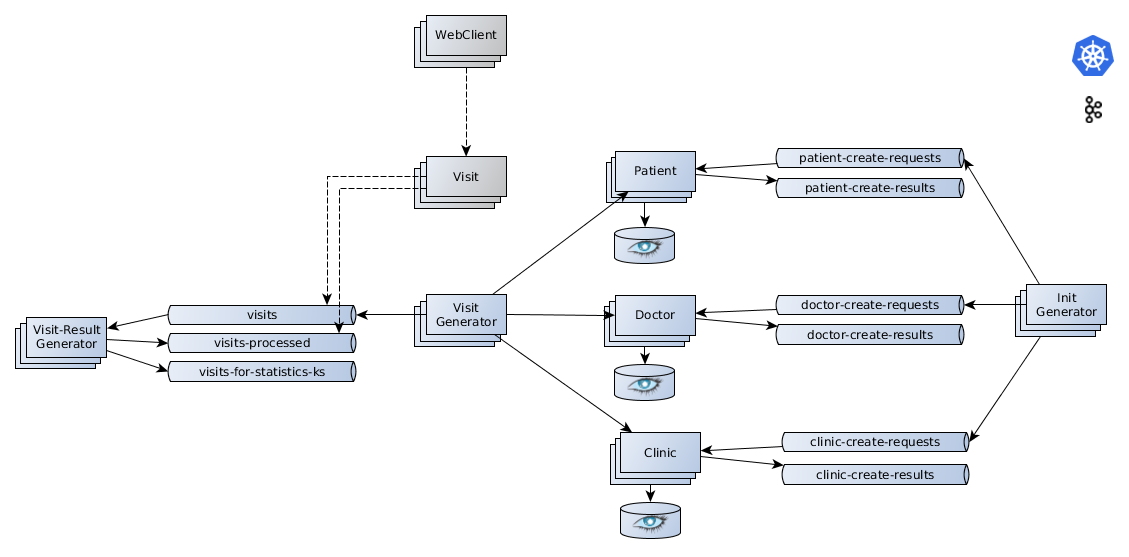 WebClient
Visit
Patient
patient-create-requests
patient-create-results
Visit
Generator
Doctor
doctor-create-requests
doctor-create-results
Init
Generator
Visit-Result
Generator
visits
visits-processed
visits-for-statistics-ks
Clinic
clinic-create-requests
clinic-create-results